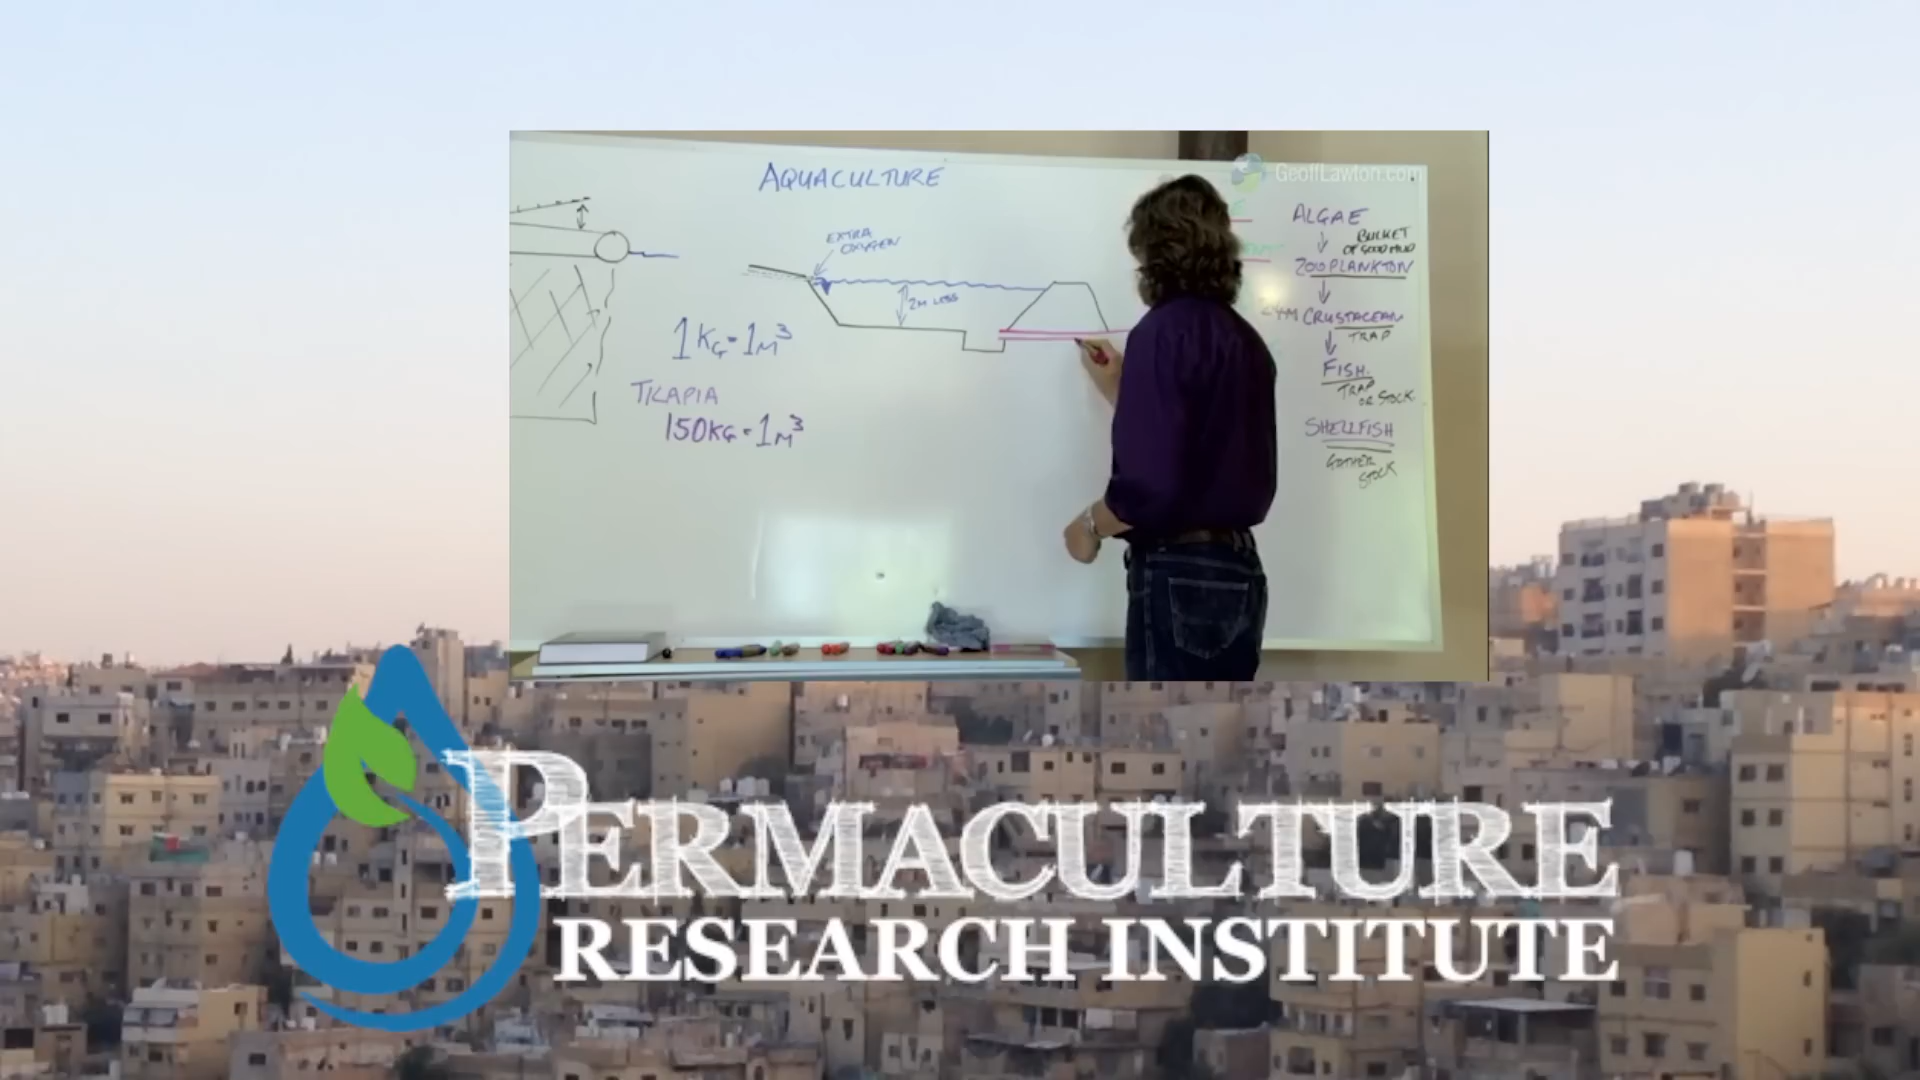 AQUACULTURE
GeoffLawton.com
EXTRA
OXYGEN
2M LESS
1KG=1M³
TILAPIA
150KG=1M³
ALGAE
BUCKET
OF GOOD MUD
ZOOPLANKTON
CRUSTACEAN
TRAP
FISH.
TRAP
OR STOCK
SHELLFISH
GATHER
STOCK
PERMACULTURE
RESEARCH INSTITUTE